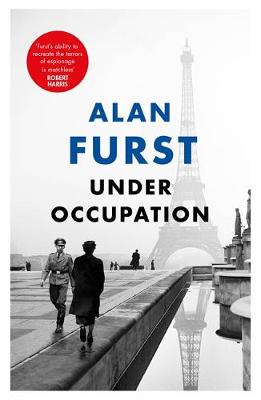 'Furst's ability to
recreate the terrors
of espionage
is matchless'
ROBERT
HARRIS
ALAN
FURST
UNDER
OCCUPATION